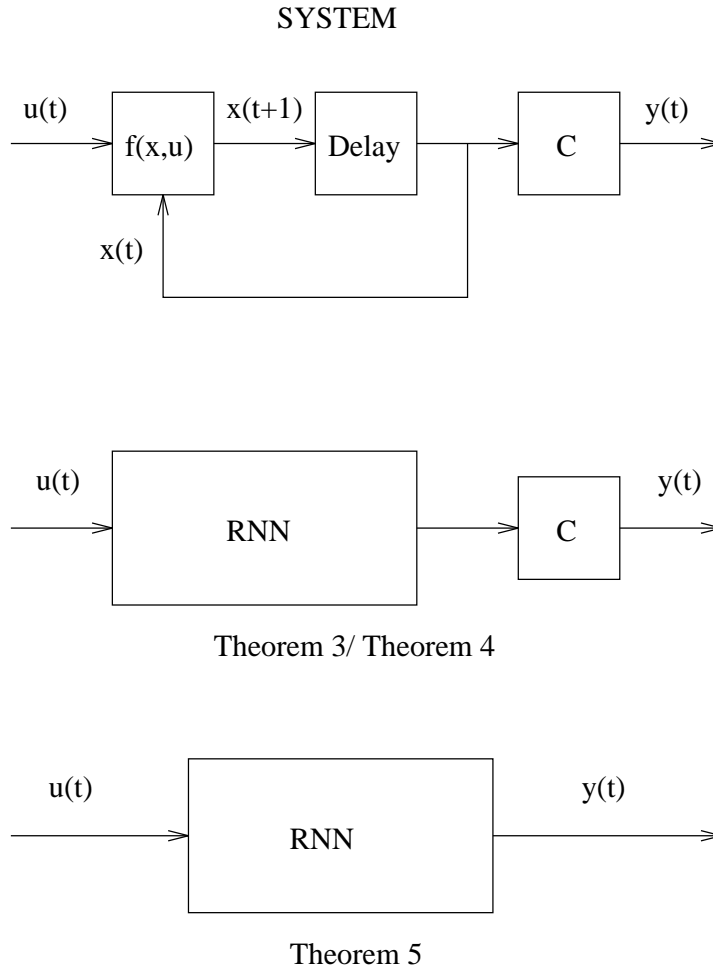 SYSTEM
u(t)
x(t+1)
y(t)
f(x,u)
Delay
C
x(t)
u(t)
y(t)
RNN
C
Theorem 3/ Theorem 4
u(t)
y(t)
RNN
Theorem 5